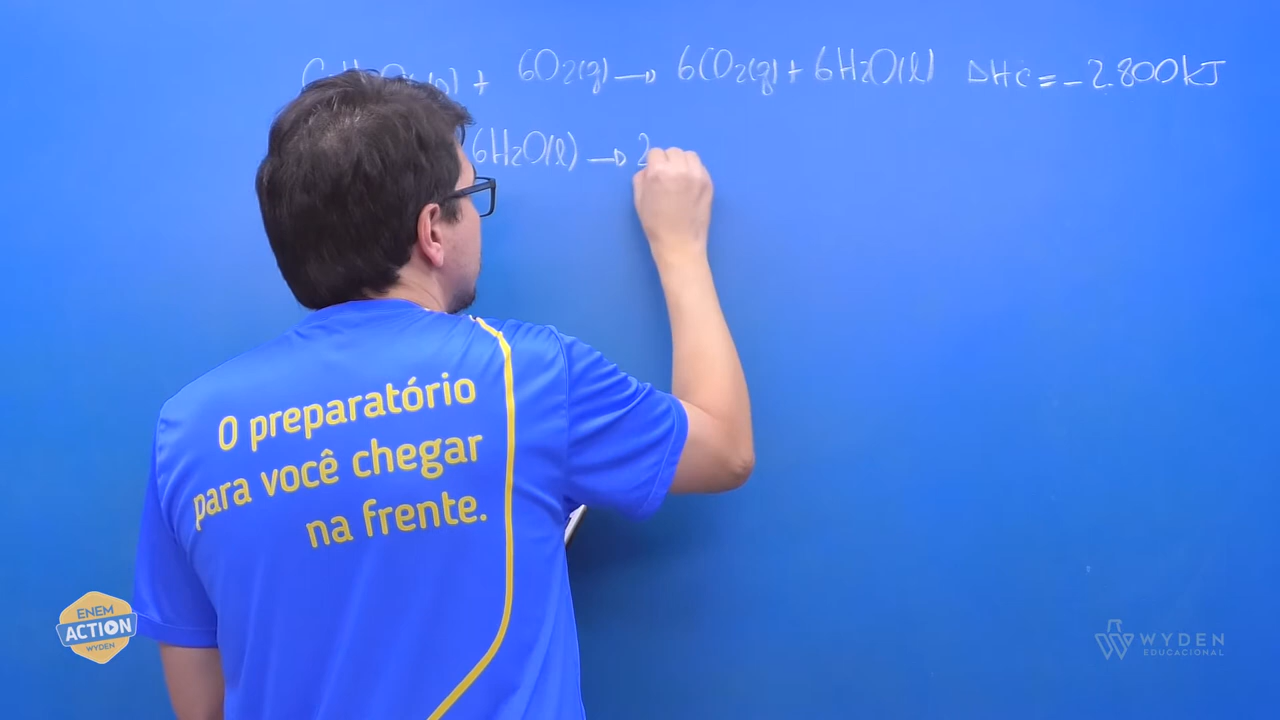 + 6O₂(g) → 6CO₂(g) + 6H₂O(l) ΔHc = -2.800kJ
6H₂O(l) → 2
O preparatório
para você chegar
na frente.
ENEM
ACTION
WYDEN
WYDEN
EDUCACIONAL